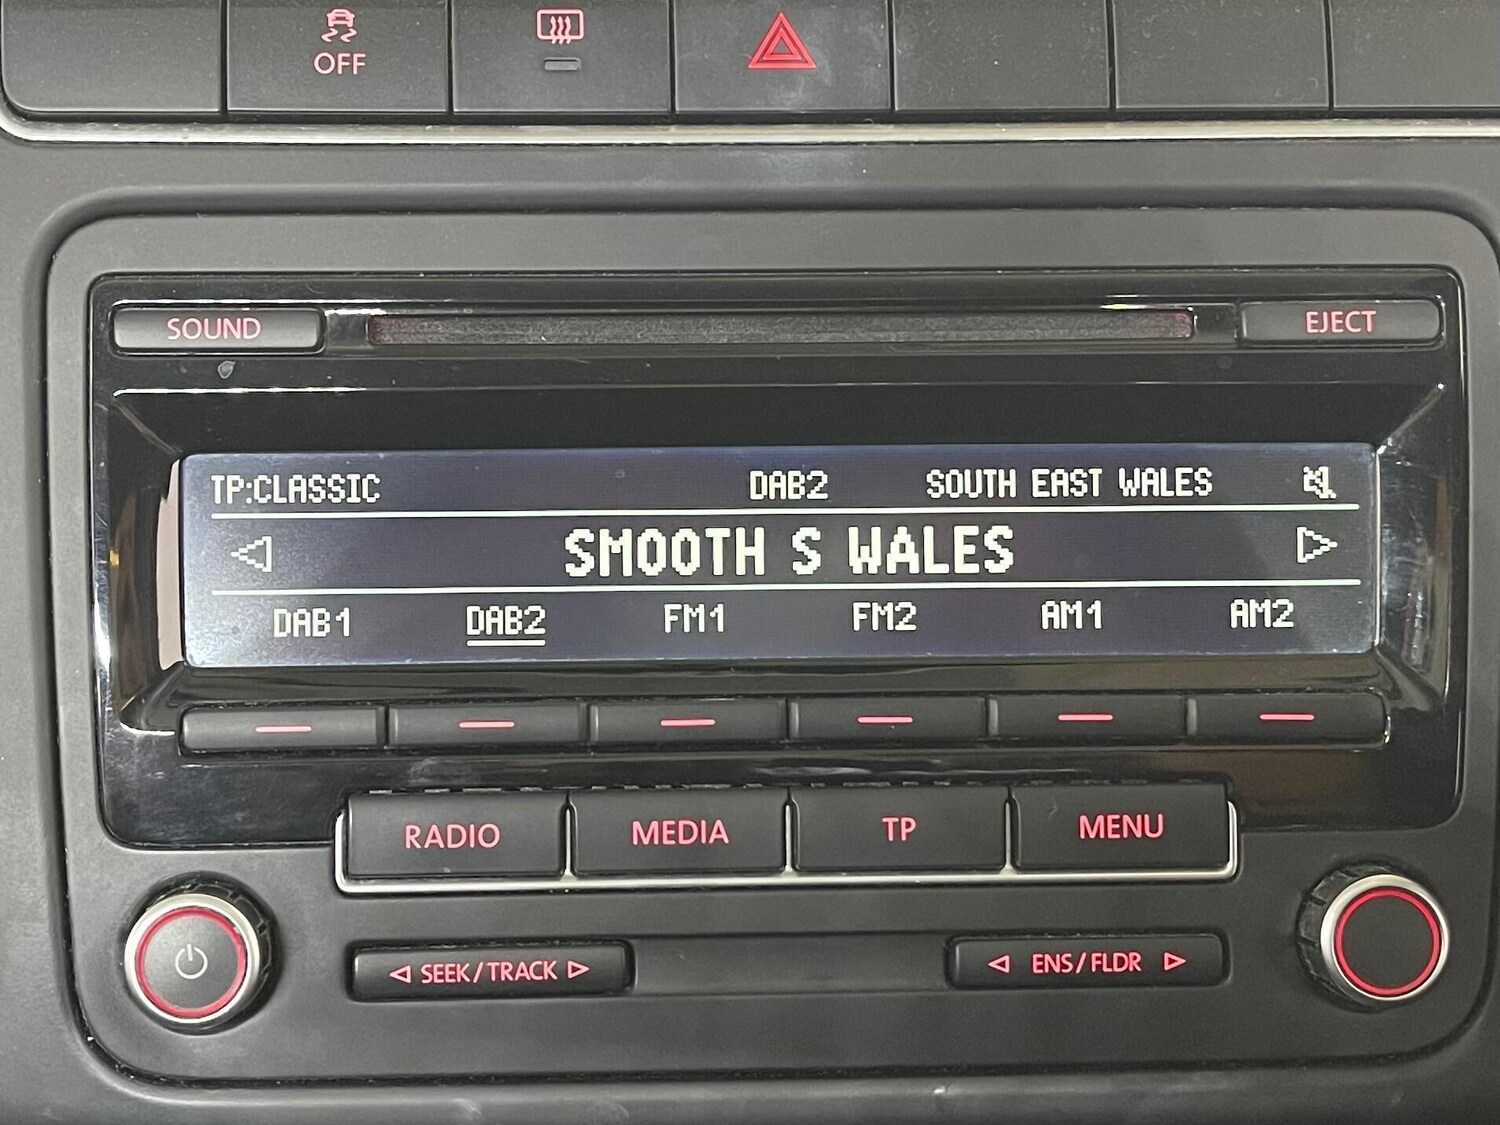 OFF
SOUND EJECT
TP:CLASSIC DAB2 SOUTH EAST WALES
SMOOTH S WALES
DAB1 DAB2 FM1 FM2 AM1 AM2
RADIO MEDIA TP MENU
SEEK/TRACK ENS/FLDR